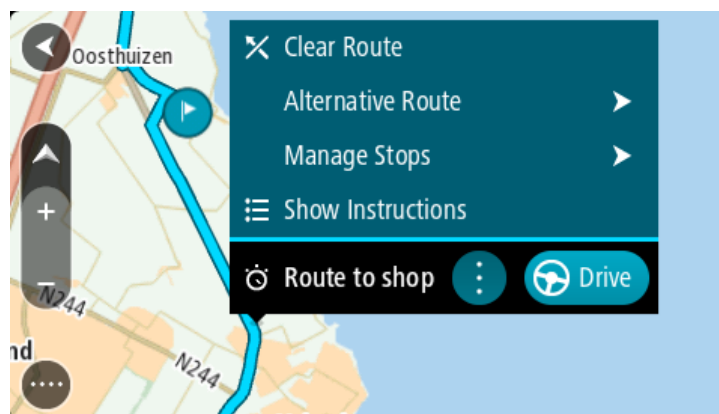 Oosthuizen
Clear Route
Alternative Route
Manage Stops
Show Instructions
Route to shop
Drive
N244
N244
nd